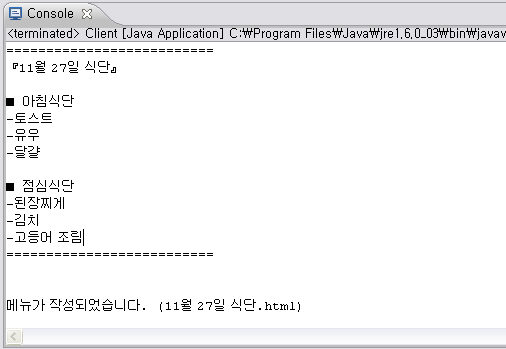 Console
<terminated> Client [Java Application] C:₩Program Files₩Java₩jre1.6.0_03₩bin₩javaw
==========================
『11월 27일 식단』
■ 아침식단
-토스트
-유우
-달걀
■ 점심식단
-된장찌게
-김치
-고등어 조림
==========================
메뉴가 작성되었습니다. (11월 27일 식단.html)